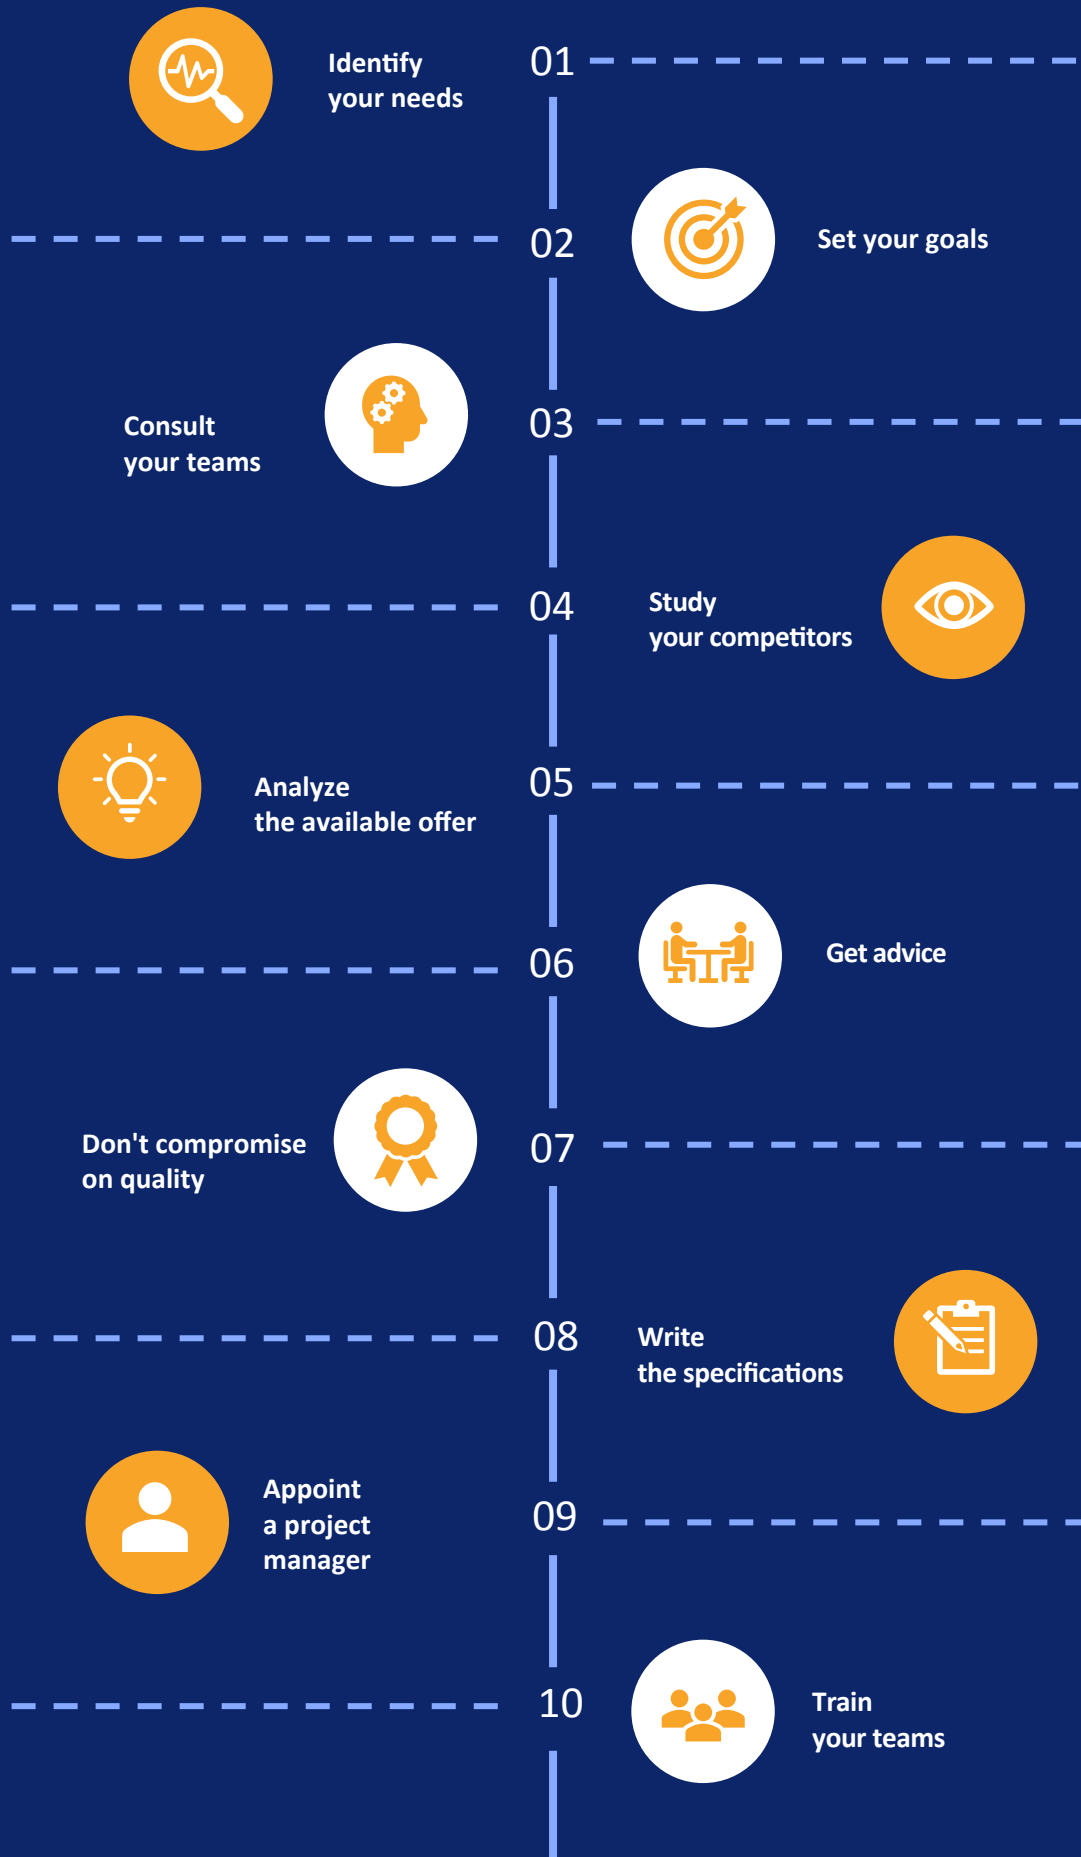 01
Identify
your needs
02
Set your goals
03
Consult
your teams
04
Study
your competitors
05
Analyze
the available offer
06
Get advice
07
Don't compromise
on quality
08
Write
the specifications
09
Appoint
a project
manager
10
Train
your teams